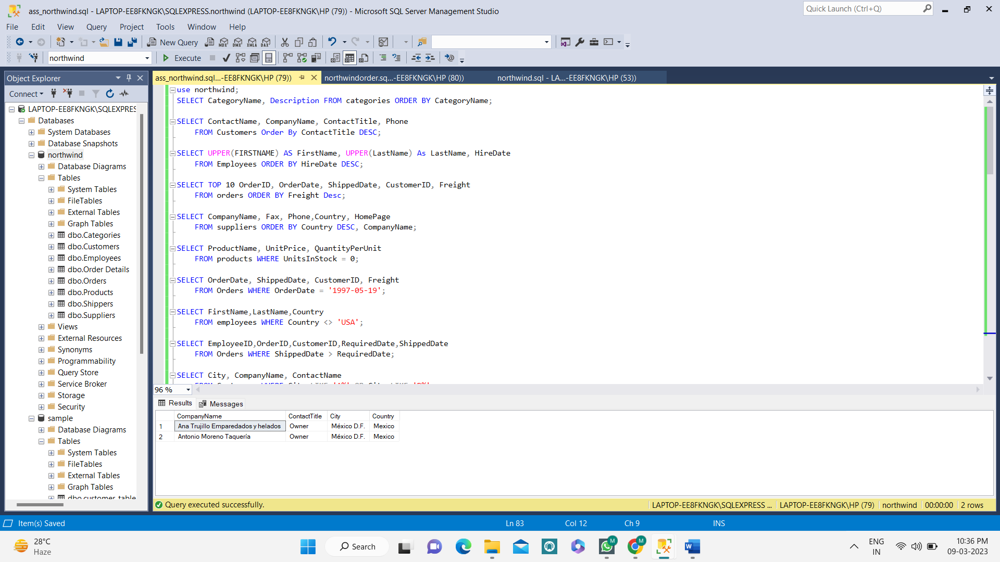 ass_northwind.sql - LAPTOP-EE8FKNGK\SQLEXPRESS.northwind (LAPTOP-EE8FKNGK\HP (79)) - Microsoft SQL Server Management Studio
Quick Launch (Ctrl+Q)
File Edit View Query Project Tools Window Help
New Query MDX DMX XMLA DAX
northwind Execute
Object Explorer
ass_northwind.sql...-EE8FKNGK\HP (79)) northwindorder.sq...-EE8FKNGK\HP (80)) northwind.sql - LA...-EE8FKNGK\HP (53))
Connect
LAPTOP-EE8FKNGK\SQLEXPRES
Databases
System Databases
Database Snapshots
northwind
Database Diagrams
Tables
System Tables
FileTables
External Tables
Graph Tables
dbo.Categories
dbo.Customers
dbo.Employees
dbo.Order Details
dbo.Orders
dbo.Products
dbo.Shippers
dbo.Suppliers
Views
External Resources
Synonyms
Programmability
Query Store
Service Broker
Storage
Security
sample
Database Diagrams
Tables
System Tables
FileTables
External Tables
Graph Tables
dbo.customer_table
use northwind;
SELECT CategoryName, Description FROM categories ORDER BY CategoryName;
SELECT ContactName, CompanyName, ContactTitle, Phone
FROM Customers Order By ContactTitle DESC;
SELECT UPPER(FIRSTNAME) AS FirstName, UPPER(LastName) As LastName, HireDate
FROM Employees ORDER BY HireDate DESC;
SELECT TOP 10 OrderID, OrderDate, ShippedDate, CustomerID, Freight
FROM orders ORDER BY Freight Desc;
SELECT CompanyName, Fax, Phone,Country, HomePage
FROM suppliers ORDER BY Country DESC, CompanyName;
SELECT ProductName, UnitPrice, QuantityPerUnit
FROM products WHERE UnitsInStock = 0;
SELECT OrderDate, ShippedDate, CustomerID, Freight
FROM Orders WHERE OrderDate = '1997-05-19';
SELECT FirstName,LastName,Country
FROM employees WHERE Country <> 'USA';
SELECT EmployeeID,OrderID,CustomerID,RequiredDate,ShippedDate
FROM Orders WHERE ShippedDate > RequiredDate;
SELECT City, CompanyName, ContactName
96 %
Results Messages
CompanyName ContactTitle City Country
1 Ana Trujillo Emparedados y helados Owner México D.F. Mexico
2 Antonio Moreno Taquería Owner México D.F. Mexico
Query executed successfully. LAPTOP-EE8FKNGK\SQLEXPRESS ... LAPTOP-EE8FKNGK\HP (79) northwind 00:00:00 2 rows
Item(s) Saved Ln 83 Col 12 Ch 9 INS
28°C
Haze
Search
ENG
IN
10:36 PM
09-03-2023